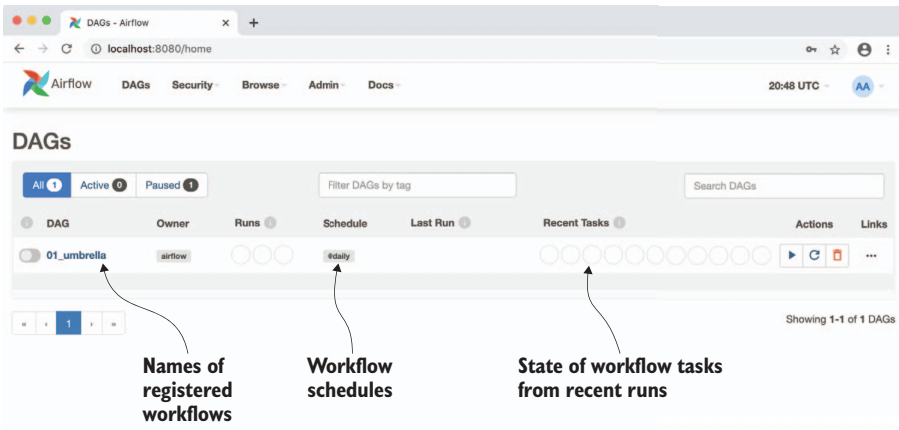 DAGs - Airflow
localhost:8080/home
Airflow DAGs Security Browse Admin Docs 20:48 UTC AA
DAGs
All 1 Active 0 Paused 1 Filter DAGs by tag Search DAGs
DAG Owner Runs Schedule Last Run Recent Tasks Actions Links
01_umbrella airflow @daily
« ‹ 1 › » Showing 1-1 of 1 DAGs
Names of
registered
workflows
Workflow
schedules
State of workflow tasks
from recent runs